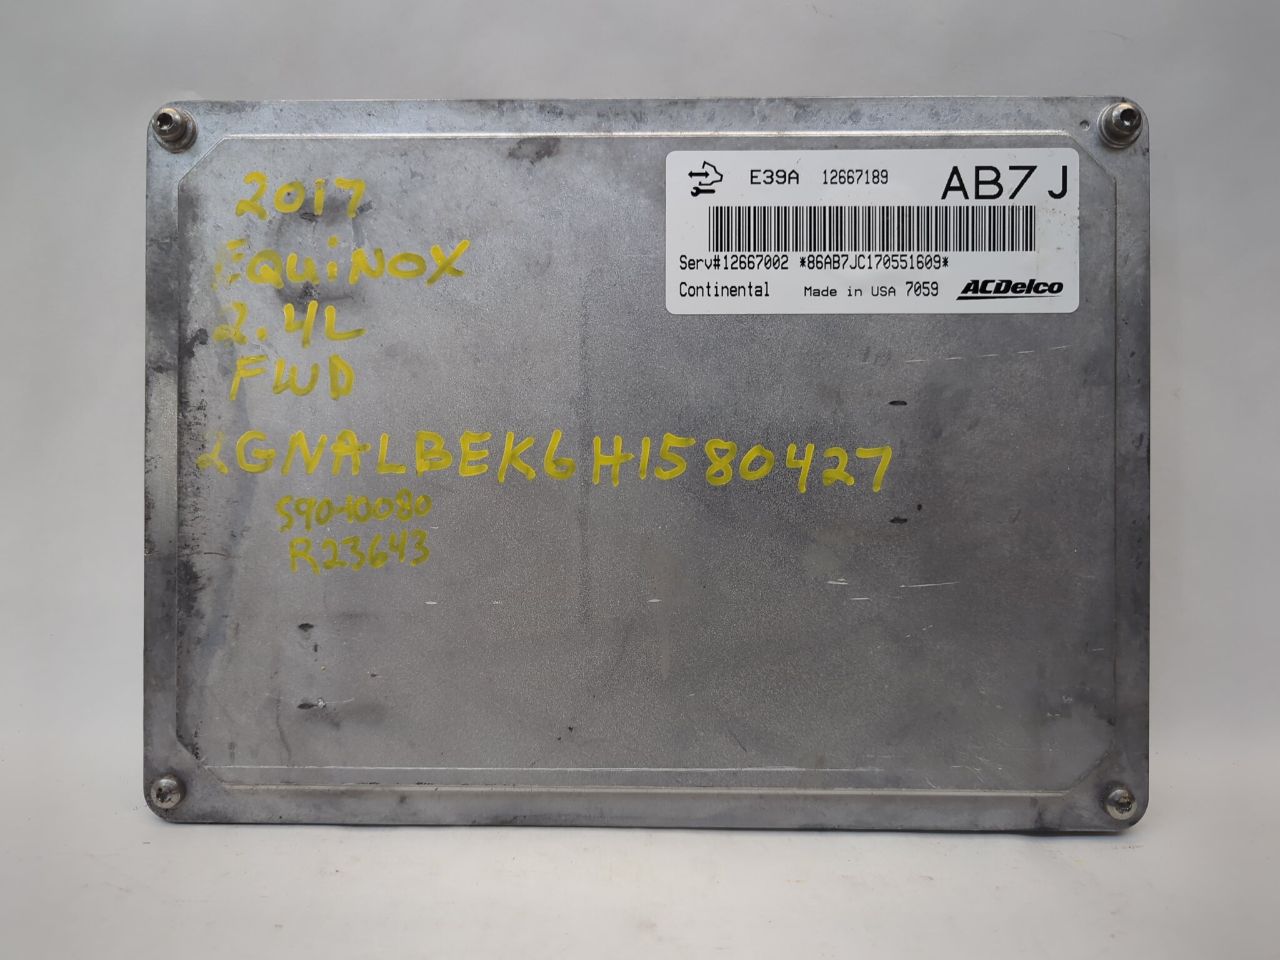 2017
EQUiNOX
2.4L
FWD
2GNALBEK6H1580427
590-10080
R23643
E39A 12667189 AB7J
Serv#12667002 *86AB7JC170551609*
Continental Made in USA 7059 ACDelco